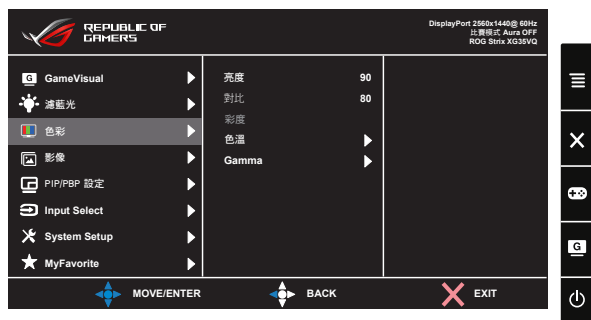 REPUBLIC OF
GAMERS
DisplayPort 2560x1440@ 60Hz
比賽模式 Aura OFF
ROG Strix XG35VQ
G GameVisual
濾藍光
色彩
影像
PIP/PBP 設定
Input Select
System Setup
MyFavorite
亮度 90
對比 80
彩度
色溫
Gamma
G
MOVE/ENTER BACK EXIT